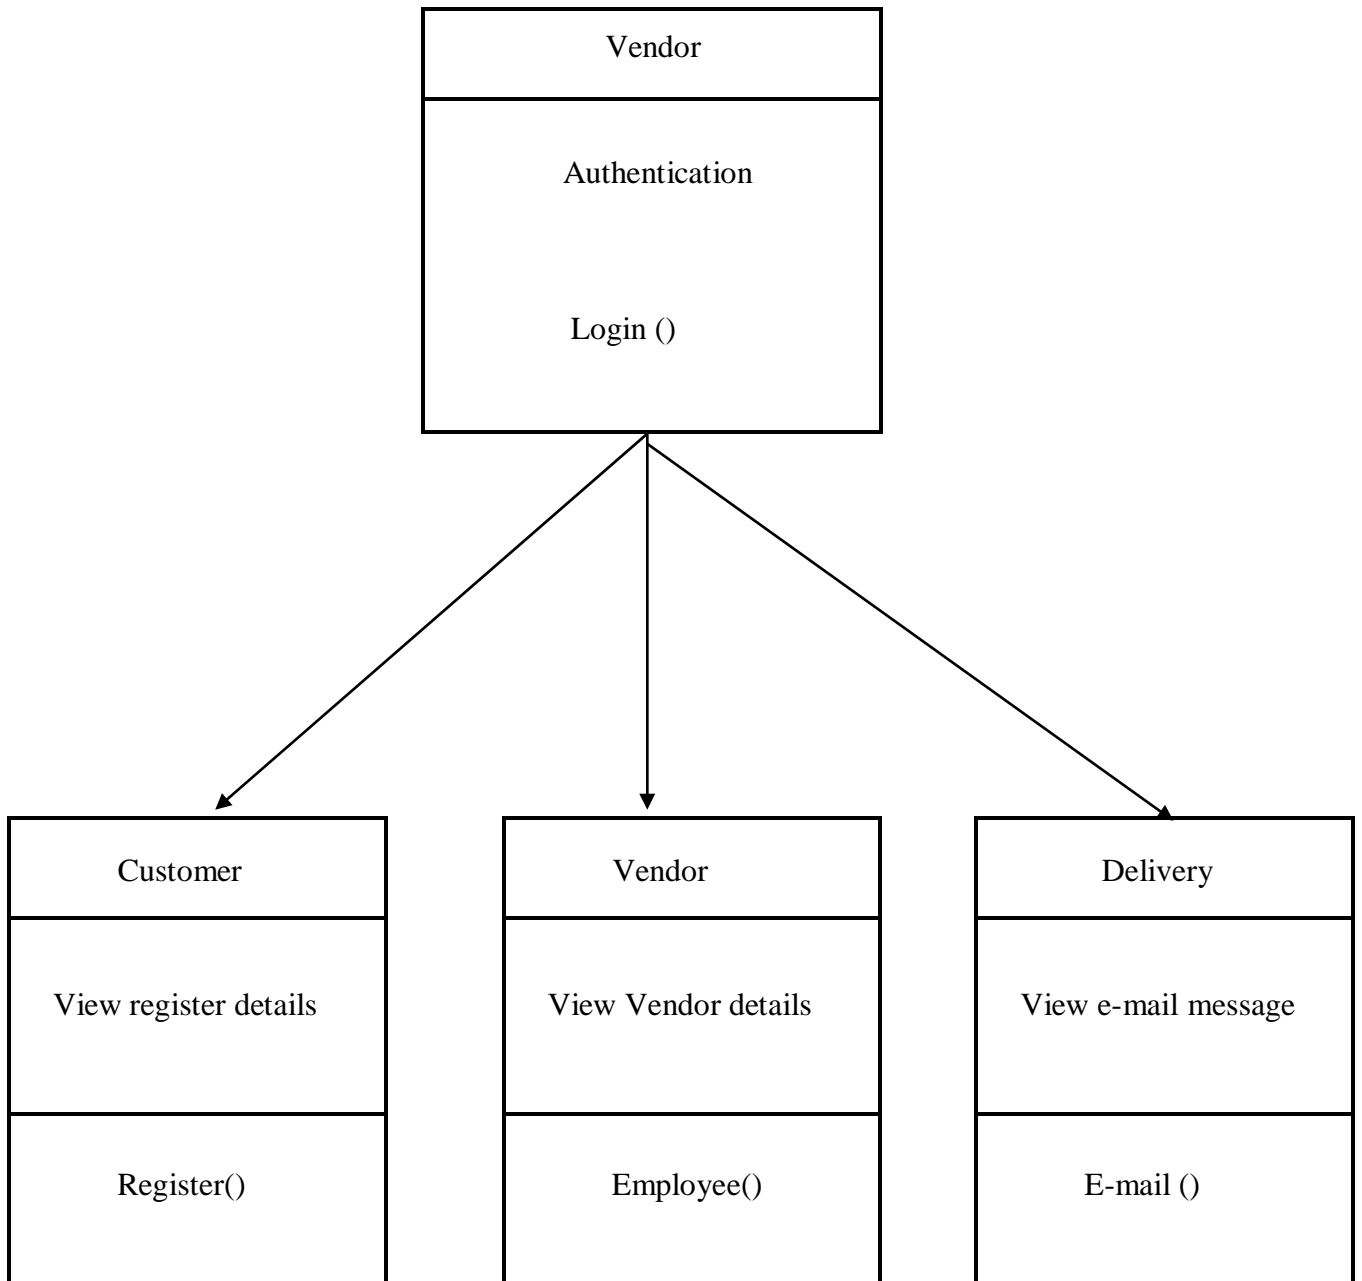 Vendor
Authentication
Login ()
Customer
View register details
Register()
Vendor
View Vendor details
Employee()
Delivery
View e-mail message
E-mail ()